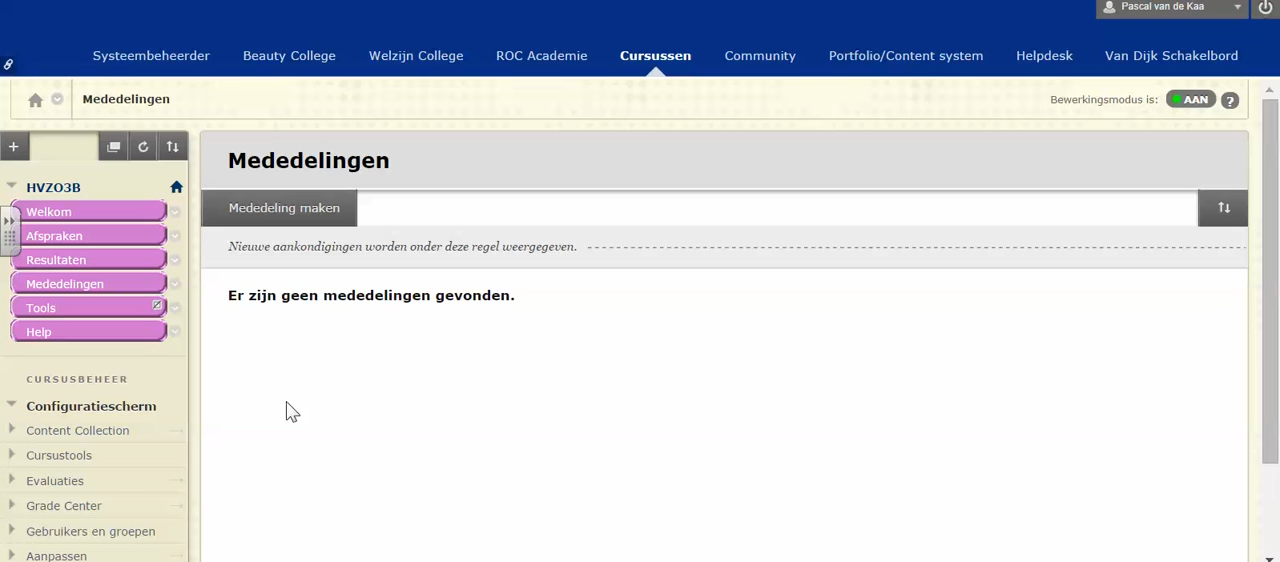 Pascal van de Kaa
Systeembeheerder Beauty College Welzijn College ROC Academie Cursussen Community Portfolio/Content system Helpdesk Van Dijk Schakelbord
Mededelingen
Bewerkingsmodus is: AAN ?
HVZO3B
Welkom
Afspraken
Resultaten
Mededelingen
Tools
Help
CURSUSBEHEER
Configuratiescherm
Content Collection
Cursustools
Evaluaties
Grade Center
Gebruikers en groepen
Aanpassen
Mededelingen
Mededeling maken
Nieuwe aankondigingen worden onder deze regel weergegeven.
Er zijn geen mededelingen gevonden.